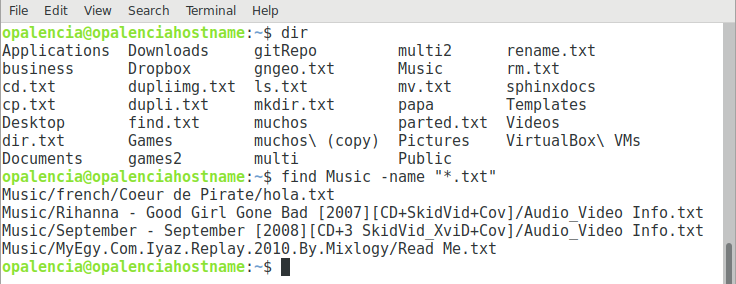 File Edit View Search Terminal Help
opalencia@opalenciahostname:~$ dir
Applications Downloads gitRepo multi2 rename.txt
business Dropbox gngeo.txt Music rm.txt
cd.txt dupliimg.txt ls.txt mv.txt sphinxdocs
cp.txt dupli.txt mkdir.txt papa Templates
Desktop find.txt muchos parted.txt Videos
dir.txt Games muchos\ (copy) Pictures VirtualBox\ VMs
Documents games2 multi Public
opalencia@opalenciahostname:~$ find Music -name "*.txt"
Music/french/Coeur de Pirate/hola.txt
Music/Rihanna - Good Girl Gone Bad [2007][CD+SkidVid+Cov]/Audio_Video Info.txt
Music/September - September [2008][CD+3 SkidVid_XviD+Cov]/Audio_Video Info.txt
Music/MyEgy.Com.Iyaz.Replay.2010.By.Mixlogy/Read Me.txt
opalencia@opalenciahostname:~$